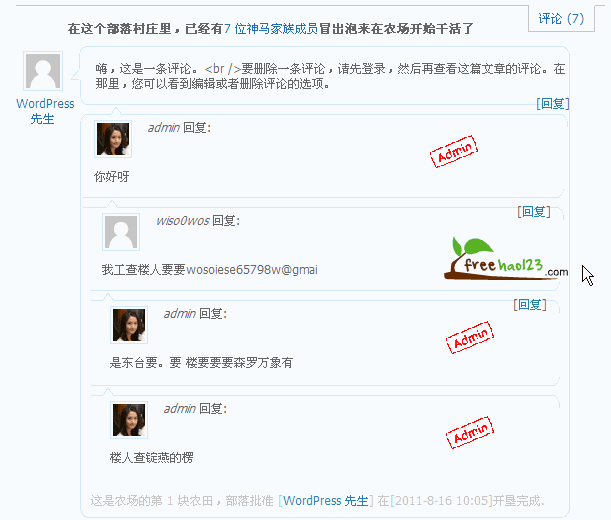 评论 (7)
在这个部落村庄里，已经有7 位神马家族成员冒出泡来在农场开始干活了
WordPress 先生
嗨，这是一条评论。<br />要删除一条评论，请先登录，然后再查看这篇文章的评论。在
那里，您可以看到编辑或者删除评论的选项。
[回复]
admin 回复:
Admin
你好呀
[回复]
wiso0wos 回复:
freehao123.com
我工查楼人要要wosoiese65798w@gmai
[回复]
admin 回复:
Admin
是东台要。要 楼要要要森罗万象有
admin 回复:
Admin
楼人查锭燕的楞
这是农场的第 1 块农田，部落批准 [WordPress 先生] 在[2011-8-16 10:05]开垦完成.